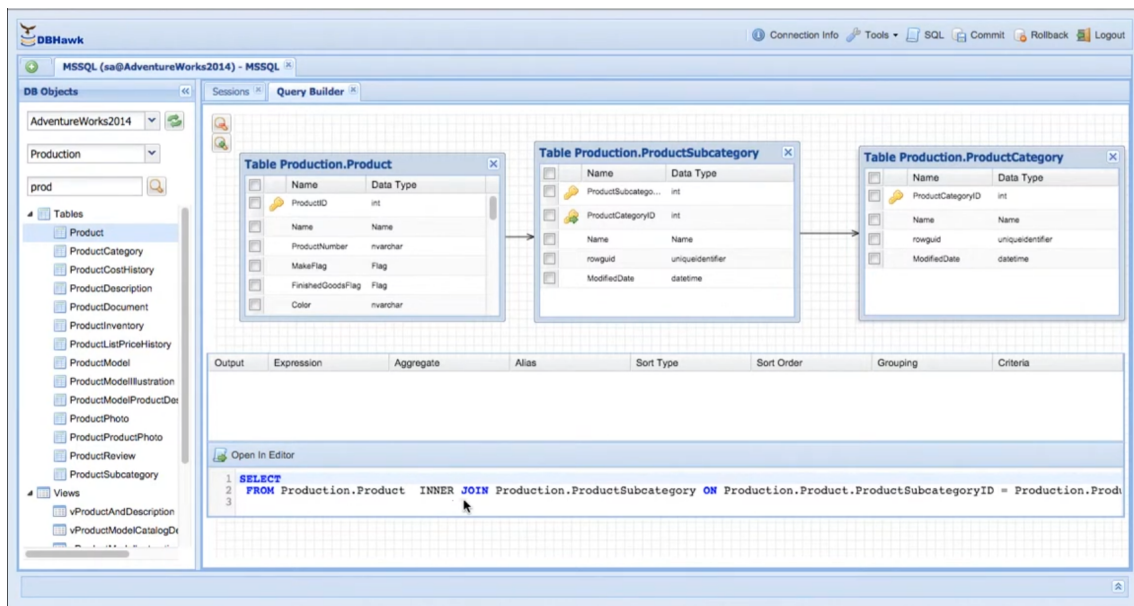 DBHawk
Connection Info Tools SQL Commit Rollback Logout
MSSQL (sa@AdventureWorks2014) - MSSQL
DB Objects
AdventureWorks2014
Production
prod
Tables
Product
ProductCategory
ProductCostHistory
ProductDescription
ProductDocument
ProductInventory
ProductListPriceHistory
ProductModel
ProductModelIllustration
ProductModelProductDes
ProductPhoto
ProductProductPhoto
ProductReview
ProductSubcategory
Views
vProductAndDescription
vProductModelCatalogDe
Sessions Query Builder
Table Production.Product
Name Data Type
ProductID int
Name Name
ProductNumber nvarchar
MakeFlag Flag
FinishedGoodsFlag Flag
Color nvarchar
Table Production.ProductSubcategory
Name Data Type
ProductSubcatego... int
ProductCategoryID int
Name Name
rowguid uniqueidentifier
ModifiedDate datetime
Table Production.ProductCategory
Name Data Type
ProductCategoryID int
Name Name
rowguid uniqueidentifier
ModifiedDate datetime
Output Expression Aggregate Alias Sort Type Sort Order Grouping Criteria
Open In Editor
1 SELECT
2 FROM Production.Product INNER JOIN Production.ProductSubcategory ON Production.Product.ProductSubcategoryID = Production.Produ
3